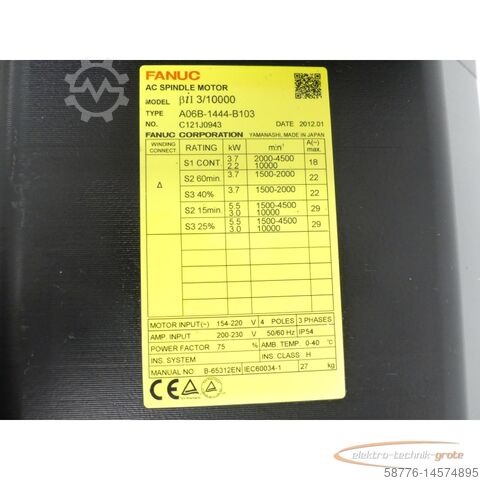 FANUC
AC SPINDLE MOTOR
MODEL βiI 3/10000
TYPE A06B-1444-B103
NO. C121J0943 DATE 2012.01
FANUC CORPORATION YAMANASHI, MADE IN JAPAN
WINDING CONNECT RATING kW min⁻¹ A(~) max.
Δ S1 CONT. 3.7 2000-4500 18
2.2 10000
S2 60min. 3.7 1500-2000 22
S3 40% 3.7 1500-2000 22
S2 15min. 5.5 1500-4500 29
3.0 10000
S3 25% 5.5 1500-4500 29
3.0 10000
MOTOR INPUT(~) 154-220 V 4 POLES 3 PHASES
AMP. INPUT 200-230 V 50/60 Hz IP54
POWER FACTOR 75 % AMB. TEMP. 0-40 ℃
INS. SYSTEM INS. CLASS H
MANUAL NO B-65312EN IEC60034-1 27 kg
CE
Machineseeker
elektro-technik-grote
58776-14574895